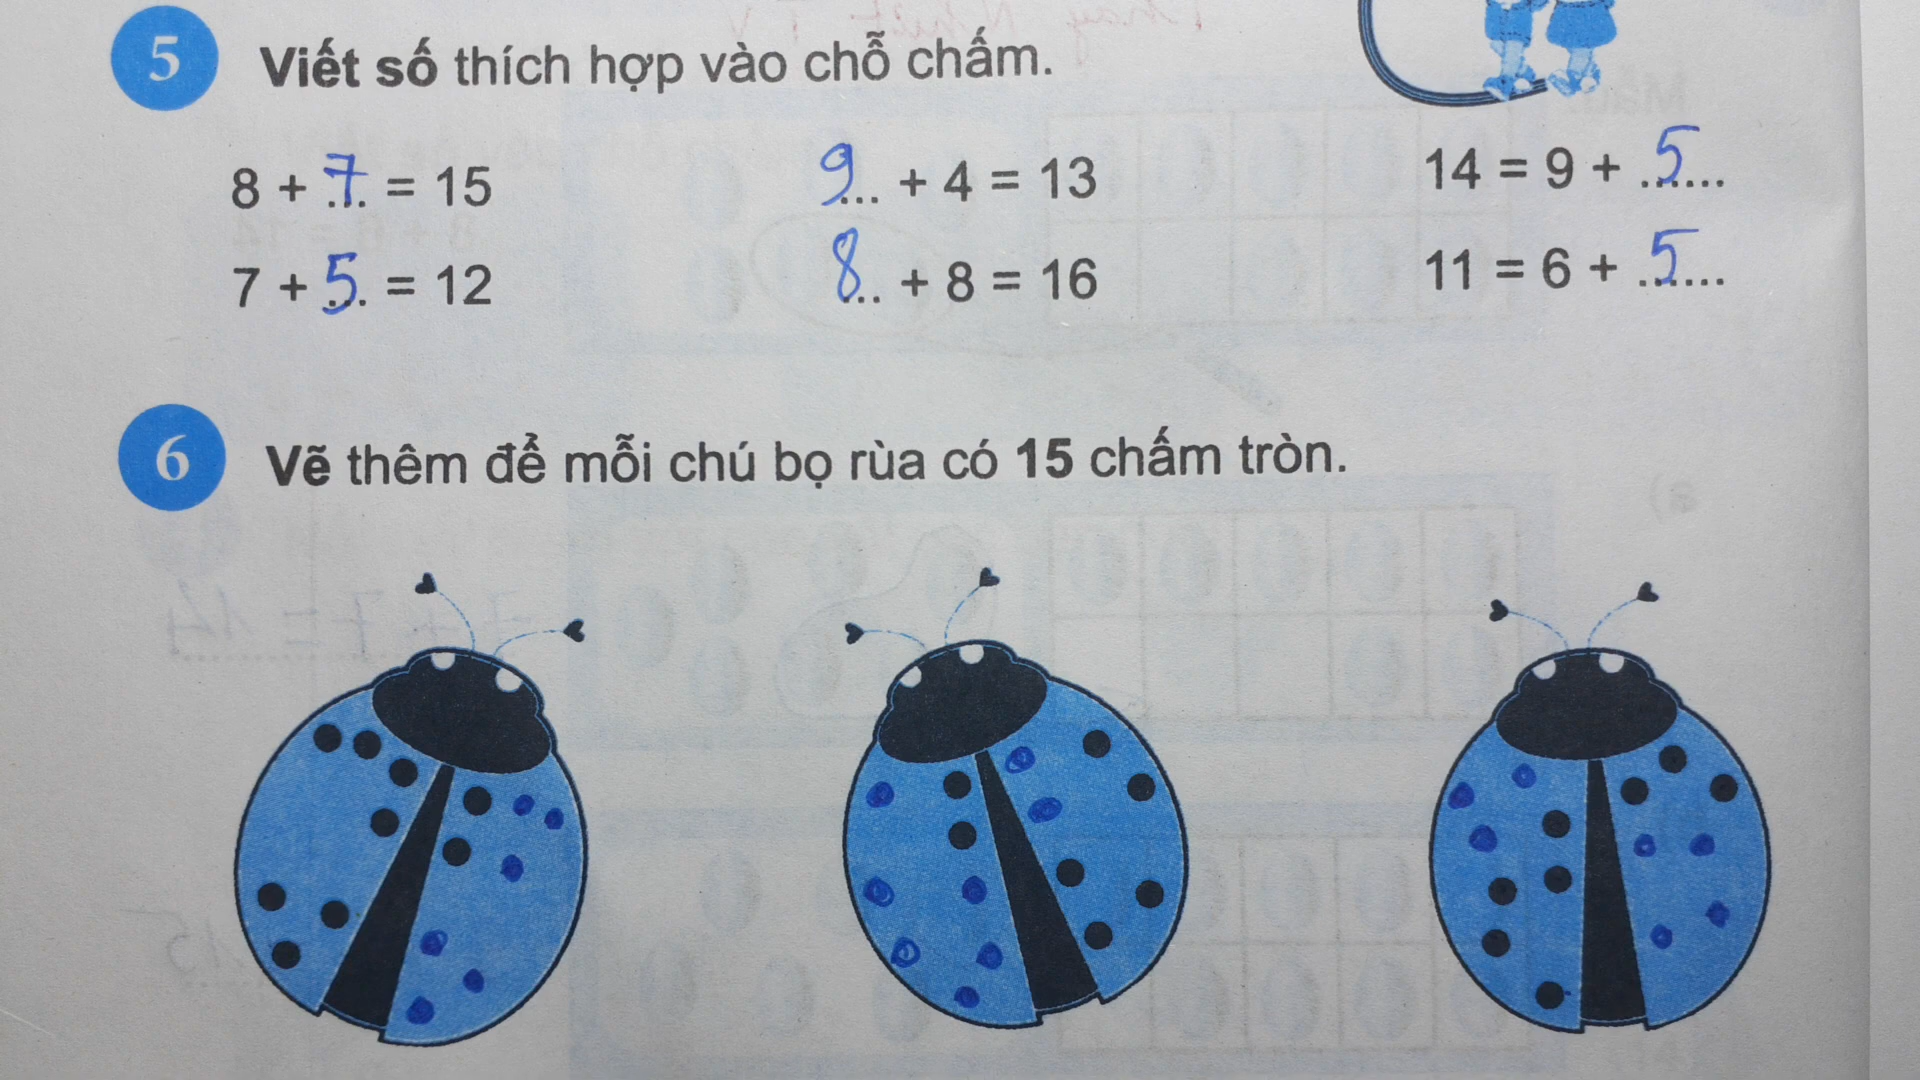 5 Viết số thích hợp vào chỗ chấm.
8 + 7 = 15 9 + 4 = 13 14 = 9 + 5
7 + 5 = 12 8 + 8 = 16 11 = 6 + 5
6 Vẽ thêm để mỗi chú bọ rùa có 15 chấm tròn.